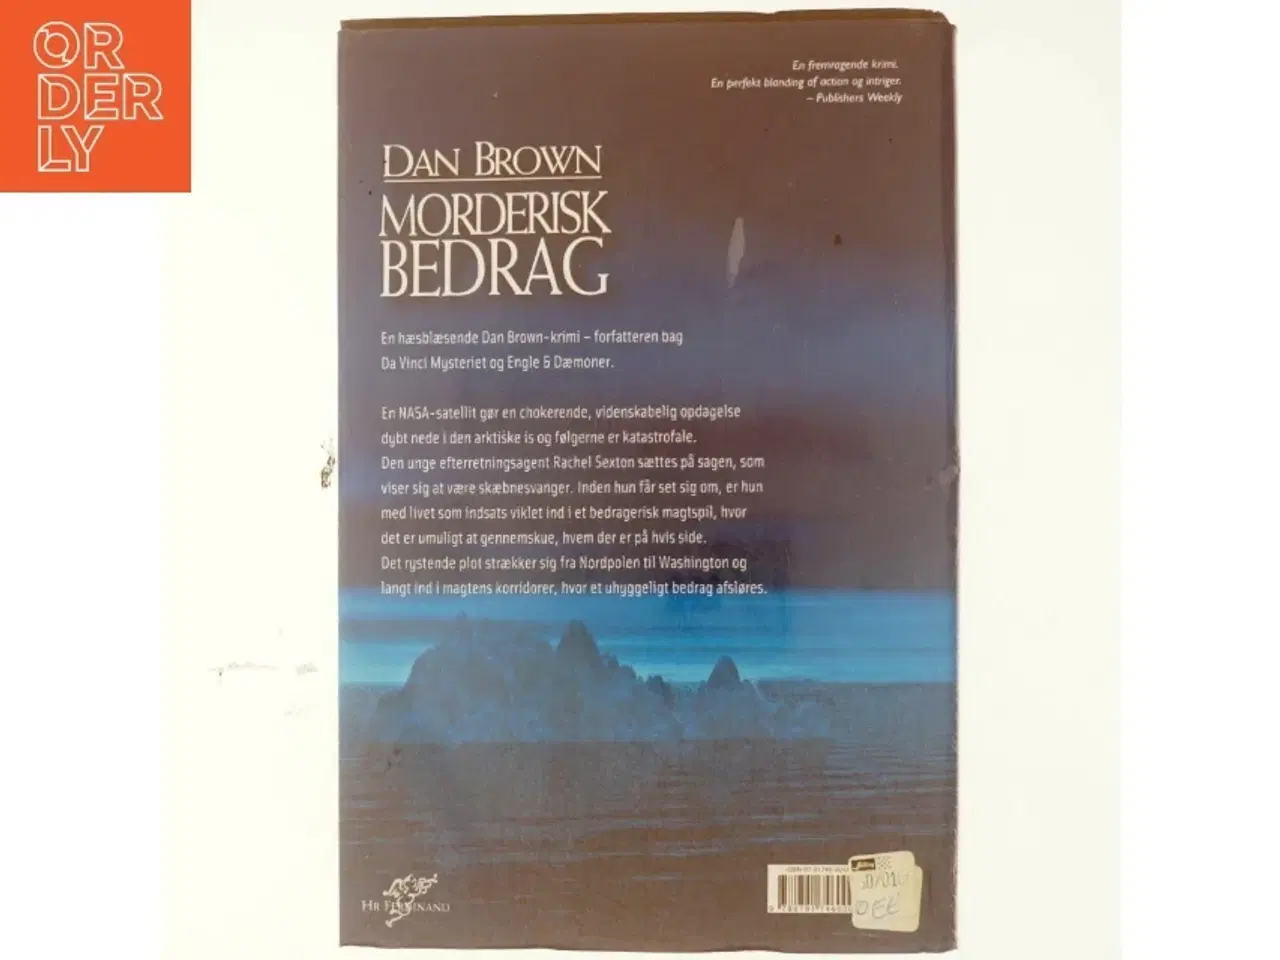 ORDERLY
En fremragende krimi.
En perfekt blanding af action og intriger.
– Publishers Weekly
DAN BROWN
MORDERISK
BEDRAG
En hæsblæsende Dan Brown-krimi – forfatteren bag
Da Vinci Mysteriet og Engle & Dæmoner.
En NASA-satellit gør en chokerende, videnskabelig opdagelse
dybt nede i den arktiske is og følgerne er katastrofale.
Den unge efterretningsagent Rachel Sexton sættes på sagen, som
viser sig at være skæbnesvanger. Inden hun får set sig om, er hun
med livet som indsats viklet ind i et bedragerisk magtspil, hvor
det er umuligt at gennemskue, hvem der er på hvis side.
Det rystende plot strækker sig fra Nordpolen til Washington og
langt ind i magtens korridorer, hvor et uhyggeligt bedrag afsløres.
HR FERDINAND